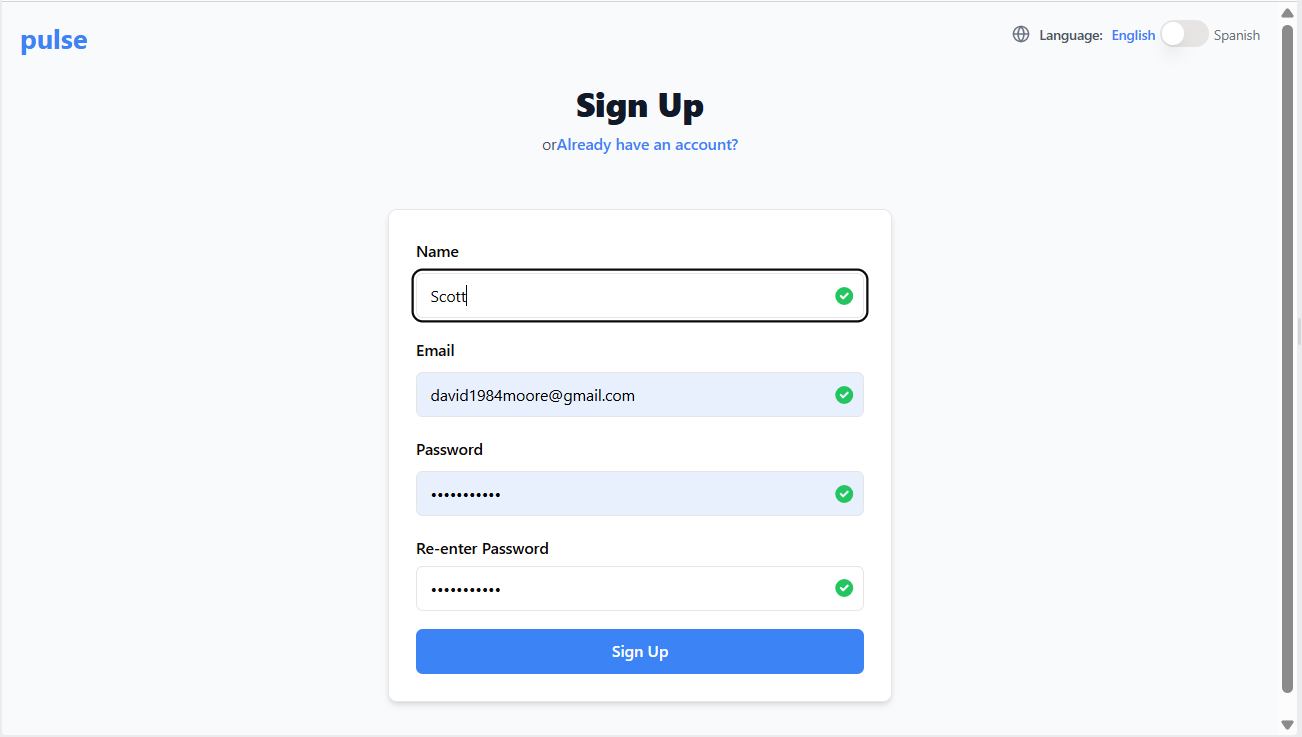 pulse
Language: English Spanish
Sign Up
orAlready have an account?
Name
Scott
Email
david1984moore@gmail.com
Password
•••••••••••
Re-enter Password
•••••••••••
Sign Up